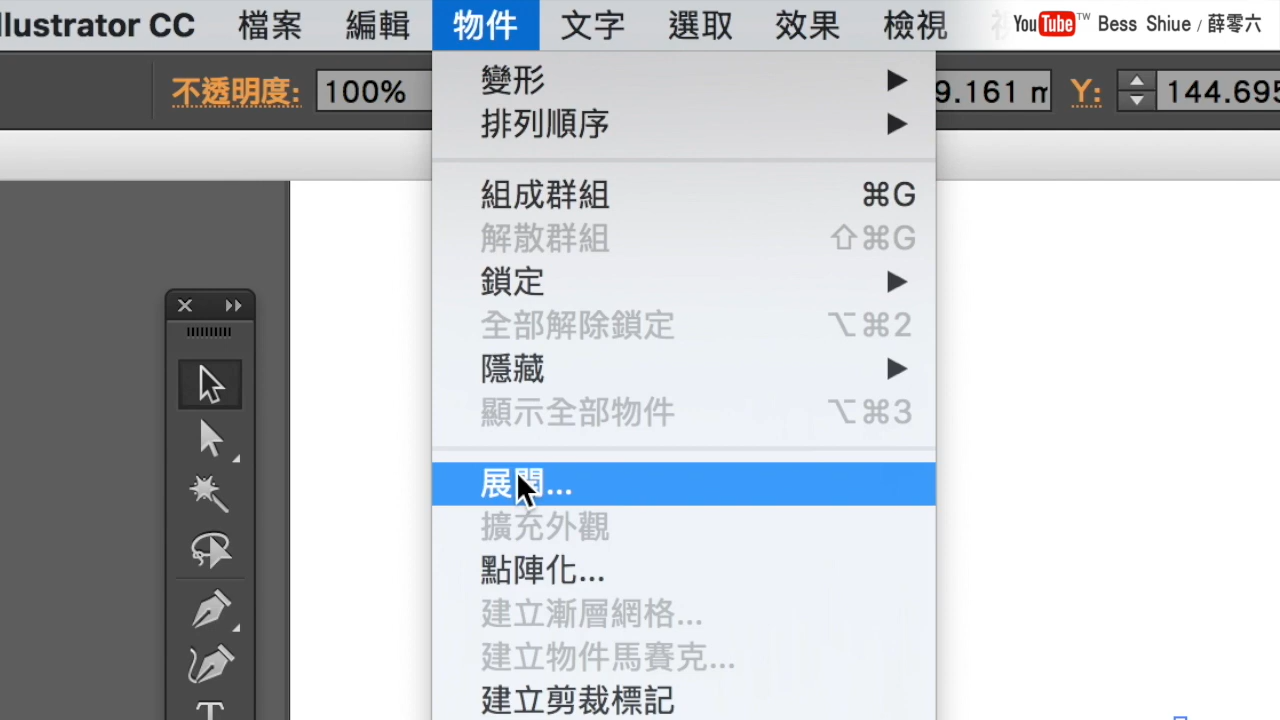 llustrator CC 檔案 編輯 物件 文字 選取 效果 檢視
YouTube TW Bess Shiue / 薛零六
不透明度: 100% 9.161 m Y: 144.695
變形
排列順序
組成群組 ⌘G
解散群組 ⇧⌘G
鎖定
全部解除鎖定 ⌥⌘2
隱藏
顯示全部物件 ⌥⌘3
展開...
擴充外觀
點陣化...
建立漸層網格...
建立物件馬賽克...
建立剪裁標記